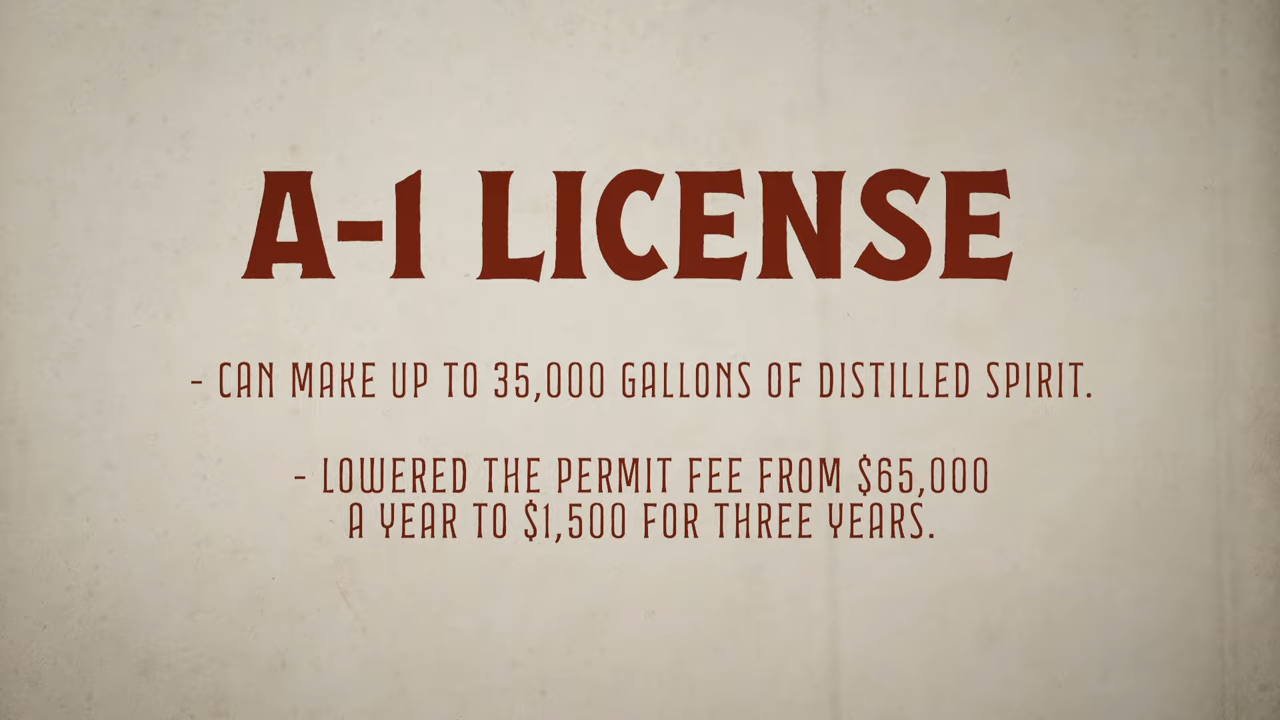 A-1 LICENSE
- CAN MAKE UP TO 35,000 GALLONS OF DISTILLED SPIRIT.
- LOWERED THE PERMIT FEE FROM $65,000
A YEAR TO $1,500 FOR THREE YEARS.